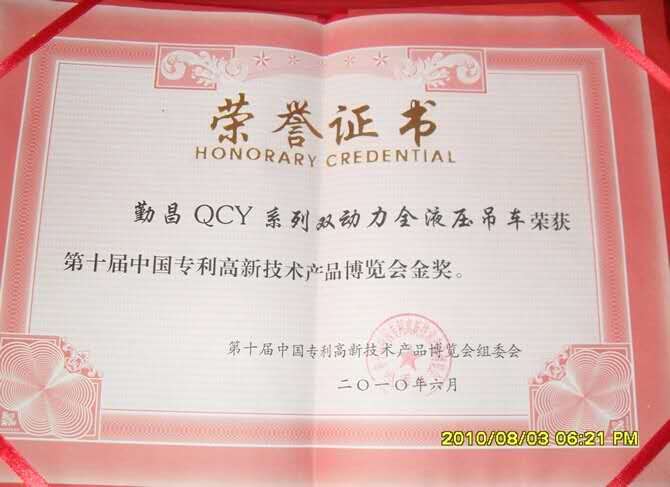 荣誉证书
HONORARY CREDENTIAL
勤昌 QCY 系列双动力全液压吊车荣获
第十届中国专利高新技术产品博览会金奖。
第十届中国专利高新技术产品博览会组委会
二〇一〇年六月
2010/08/03 06:21 PM